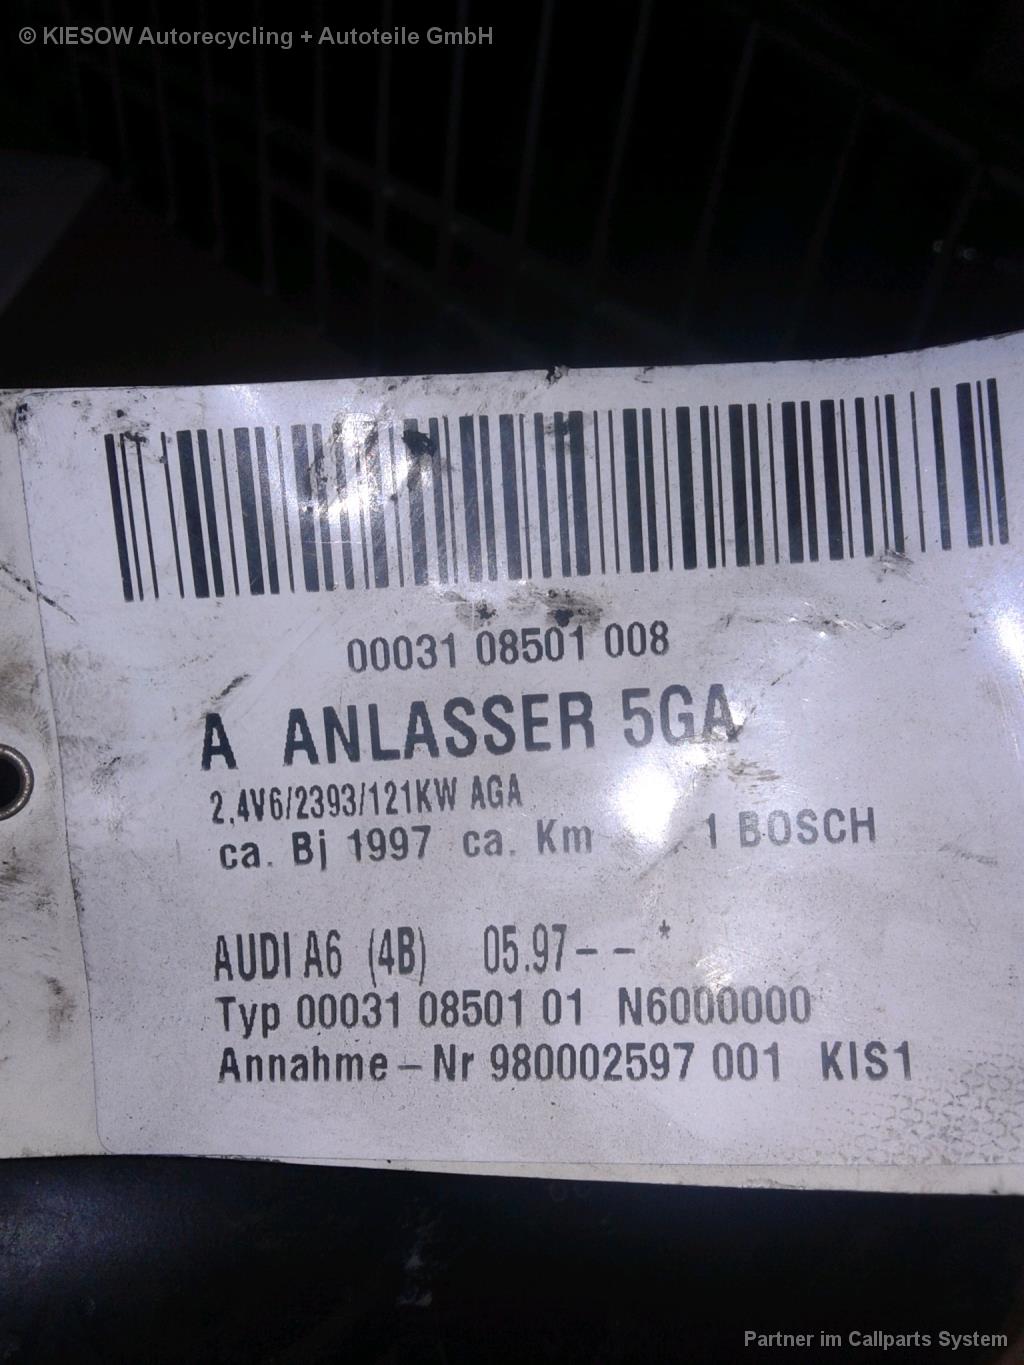 © KIESOW Autorecycling + Autoteile GmbH
00031 08501 008
A ANLASSER 5GA
2,4V6/2393/121KW AGA
ca. Bj 1997 ca. Km 1 BOSCH
AUDI A6 (4B) 05.97-- *
Typ 00031 08501 01 N6000000
Annahme-Nr 980002597 001 KIS1
Partner im Callparts System